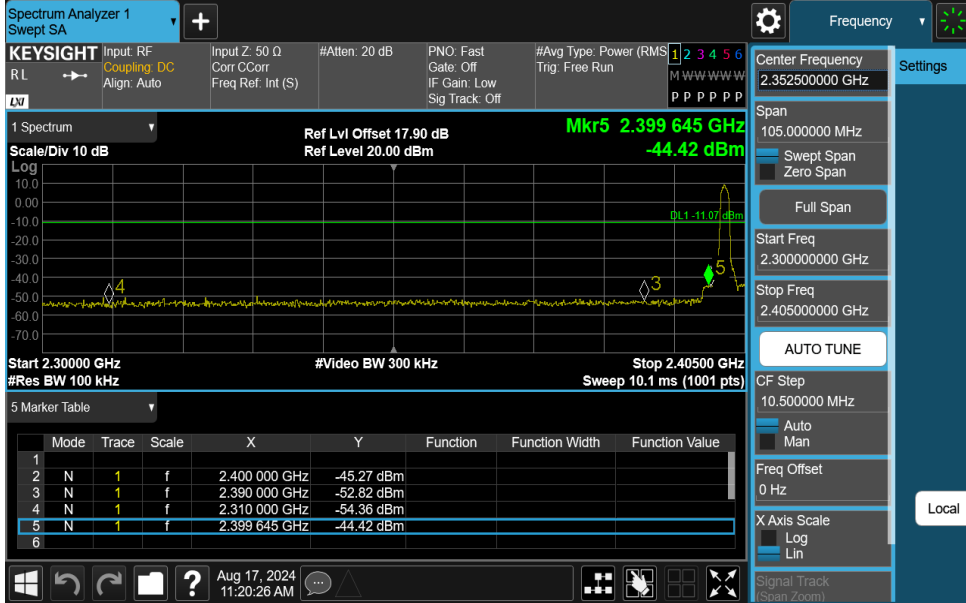 Spectrum Analyzer 1
Swept SA
+
Frequency
KEYSIGHT
R L
LXI
Input: RF
Coupling: DC
Align: Auto
Input Z: 50 Ω
Corr CCorr
Freq Ref: Int (S)
#Atten: 20 dB
PNO: Fast
Gate: Off
IF Gain: Low
Sig Track: Off
#Avg Type: Power (RMS
Trig: Free Run
1 2 3 4 5 6
M W W W W W
P P P P P P
1 Spectrum
Scale/Div 10 dB
Ref Lvl Offset 17.90 dB
Ref Level 20.00 dBm
Mkr5 2.399 645 GHz
-44.42 dBm
Log
10.0
0.00
-10.0
-20.0
-30.0
-40.0
-50.0
-60.0
-70.0
DL1 -11.07 dBm
4
3
5
Start 2.30000 GHz
#Res BW 100 kHz
#Video BW 300 kHz
Stop 2.40500 GHz
Sweep 10.1 ms (1001 pts)
5 Marker Table
Mode Trace Scale X Y Function Function Width Function Value
1
2 N 1 f 2.400 000 GHz -45.27 dBm
3 N 1 f 2.390 000 GHz -52.82 dBm
4 N 1 f 2.310 000 GHz -54.36 dBm
5 N 1 f 2.399 645 GHz -44.42 dBm
6
?
Aug 17, 2024
11:20:26 AM
Center Frequency
2.352500000 GHz
Settings
Span
105.000000 MHz
Swept Span
Zero Span
Full Span
Start Freq
2.300000000 GHz
Stop Freq
2.405000000 GHz
AUTO TUNE
CF Step
10.500000 MHz
Auto
Man
Freq Offset
0 Hz
Local
X Axis Scale
Log
Lin
Signal Track
(Span Zoom)